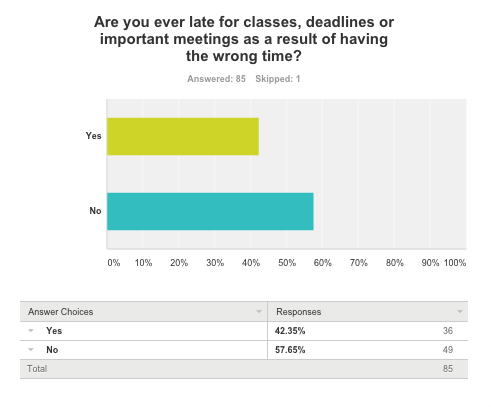 Are you ever late for classes, deadlines or
important meetings as a result of having
the wrong time?
Answered: 85 Skipped: 1
Yes
No
0% 10% 20% 30% 40% 50% 60% 70% 80% 90% 100%
Answer Choices Responses
Yes 42.35% 36
No 57.65% 49
Total 85